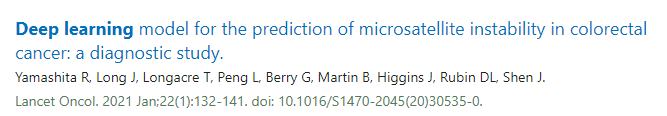 Deep learning model for the prediction of microsatellite instability in colorectal
cancer: a diagnostic study.
Yamashita R, Long J, Longacre T, Peng L, Berry G, Martin B, Higgins J, Rubin DL, Shen J.
Lancet Oncol. 2021 Jan;22(1):132-141. doi: 10.1016/S1470-2045(20)30535-0.